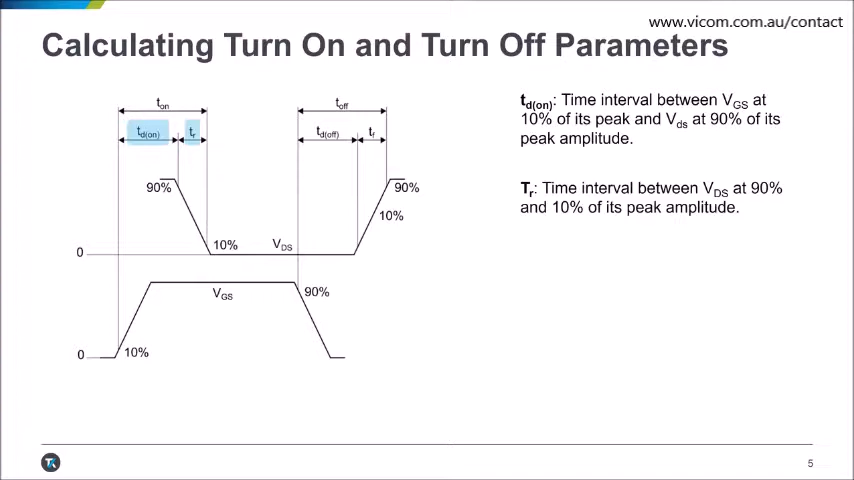 www.vicom.com.au/contact
Calculating Turn On and Turn Off Parameters
ton
toff
td(on)
tr
td(off)
tf
td(on): Time interval between VGS at
10% of its peak and Vds at 90% of its
peak amplitude.
Tr: Time interval between VDS at 90%
and 10% of its peak amplitude.
90%
90%
10%
10%
VDS
0
VGS
90%
0
10%
5